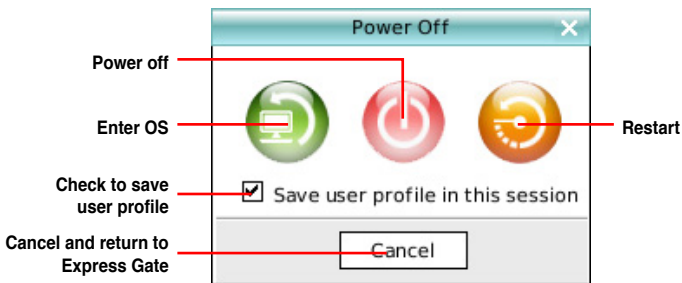 Power Off
Power off
Enter OS
Restart
Check to save
user profile
Save user profile in this session
Cancel and return to
Express Gate
Cancel